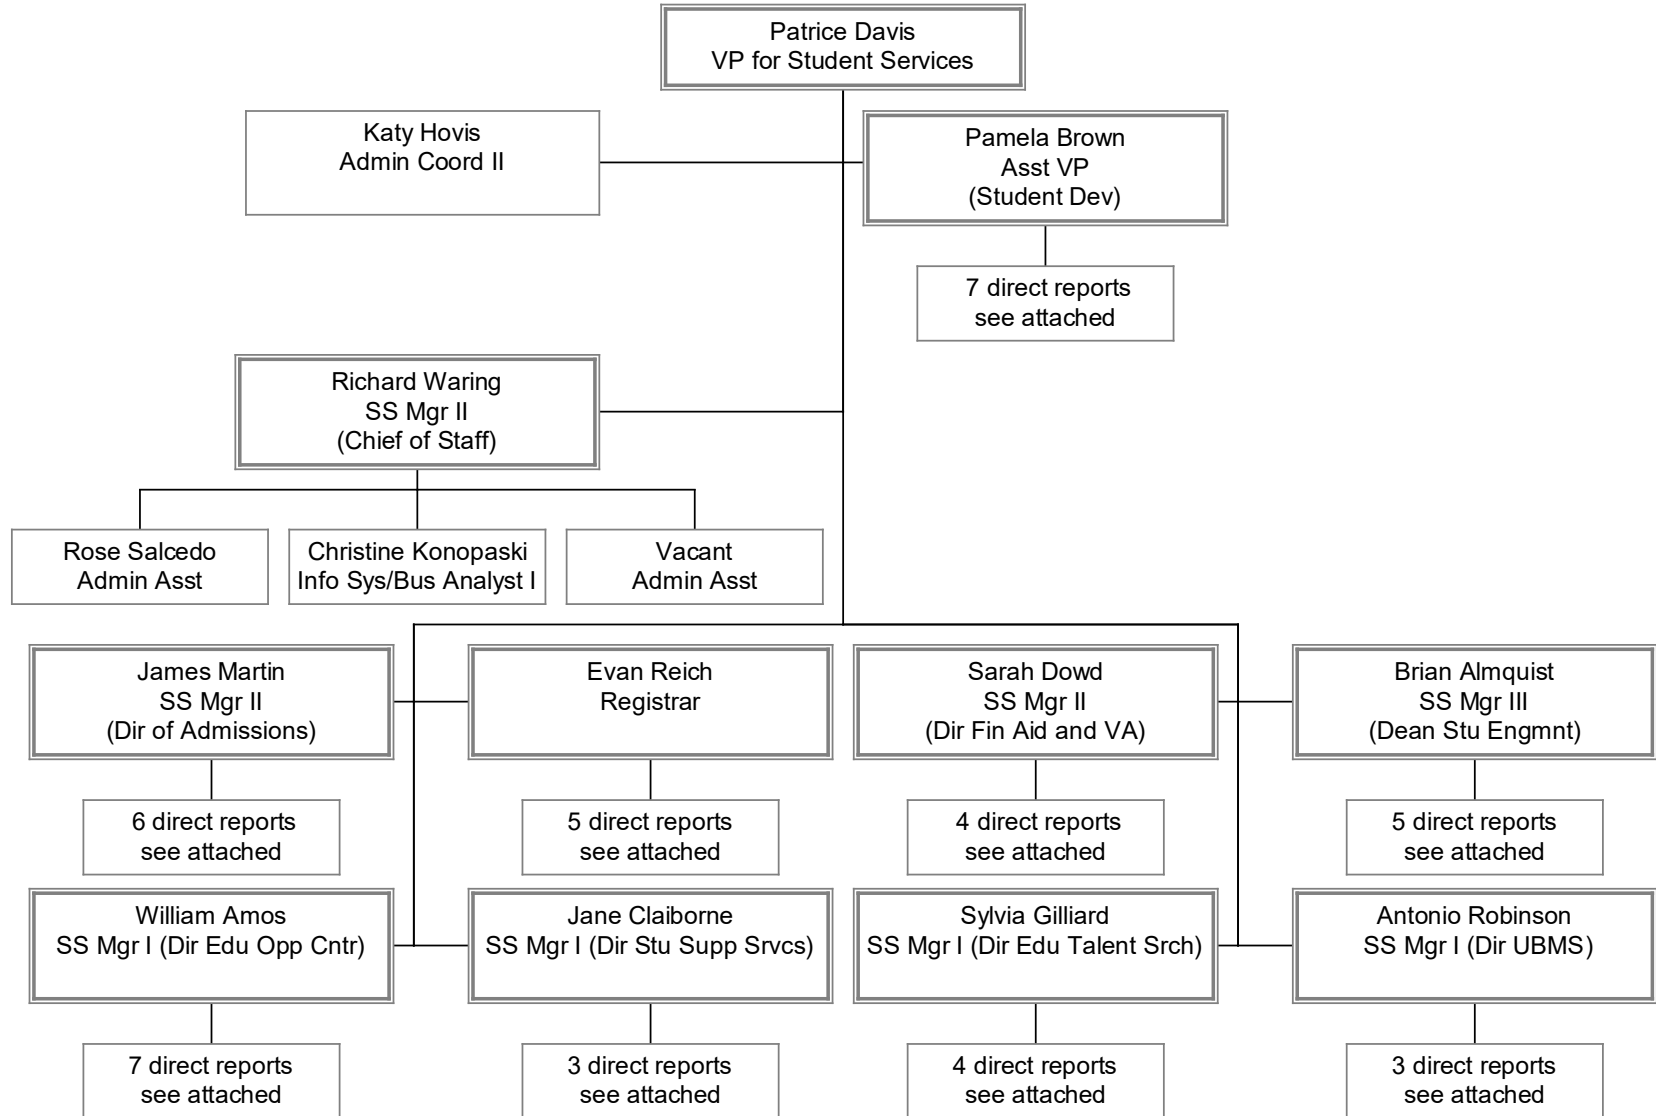 Patrice Davis
VP for Student Services
Katy Hovis
Admin Coord II
Pamela Brown
Asst VP
(Student Dev)
7 direct reports
see attached
Richard Waring
SS Mgr II
(Chief of Staff)
Rose Salcedo
Admin Asst
Christine Konopaski
Info Sys/Bus Analyst I
Vacant
Admin Asst
James Martin
SS Mgr II
(Dir of Admissions)
Evan Reich
Registrar
Sarah Dowd
SS Mgr II
(Dir Fin Aid and VA)
Brian Almquist
SS Mgr III
(Dean Stu Engmnt)
6 direct reports
see attached
5 direct reports
see attached
4 direct reports
see attached
5 direct reports
see attached
William Amos
SS Mgr I (Dir Edu Opp Cntr)
Jane Claiborne
SS Mgr I (Dir Stu Supp Srvcs)
Sylvia Gilliard
SS Mgr I (Dir Edu Talent Srch)
Antonio Robinson
SS Mgr I (Dir UBMS)
7 direct reports
see attached
3 direct reports
see attached
4 direct reports
see attached
3 direct reports
see attached